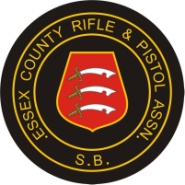 .ESSEX COUNTY RIFLE & PISTOL ASSN.
S.B.